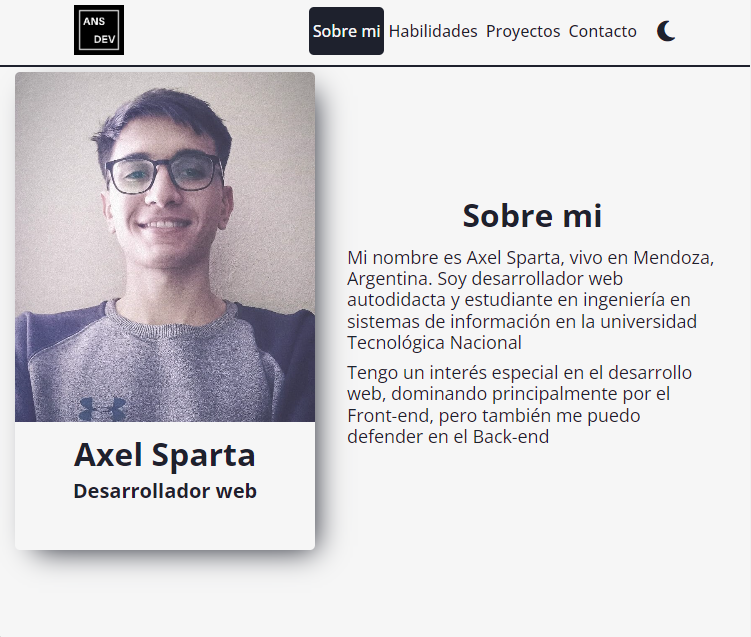 ANS
DEV
Sobre mi Habilidades Proyectos Contacto
Axel Sparta
Desarrollador web
Sobre mi
Mi nombre es Axel Sparta, vivo en Mendoza,
Argentina. Soy desarrollador web
autodidacta y estudiante en ingeniería en
sistemas de información en la universidad
Tecnológica Nacional
Tengo un interés especial en el desarrollo
web, dominando principalmente por el
Front-end, pero también me puedo
defender en el Back-end